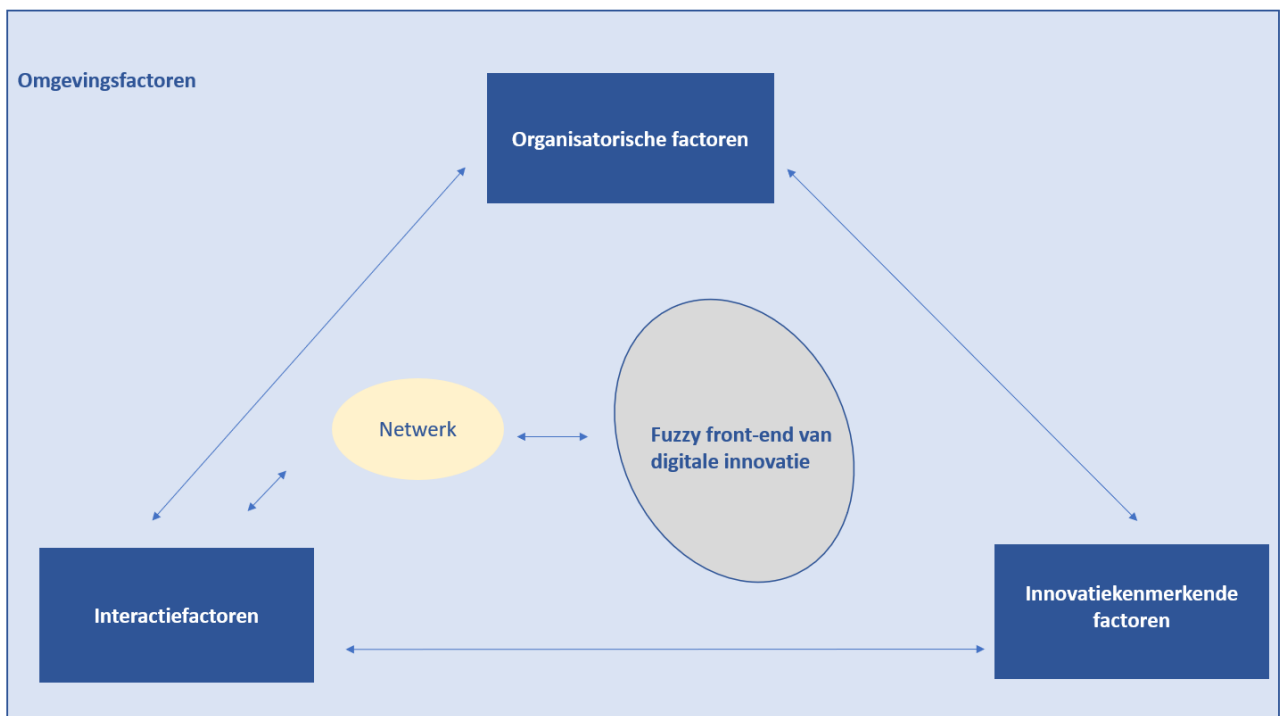 Omgevingsfactoren
Organisatorische factoren
Netwerk
Fuzzy front-end van
digitale innovatie
Interactiefactoren
Innovatiekenmerkende
factoren